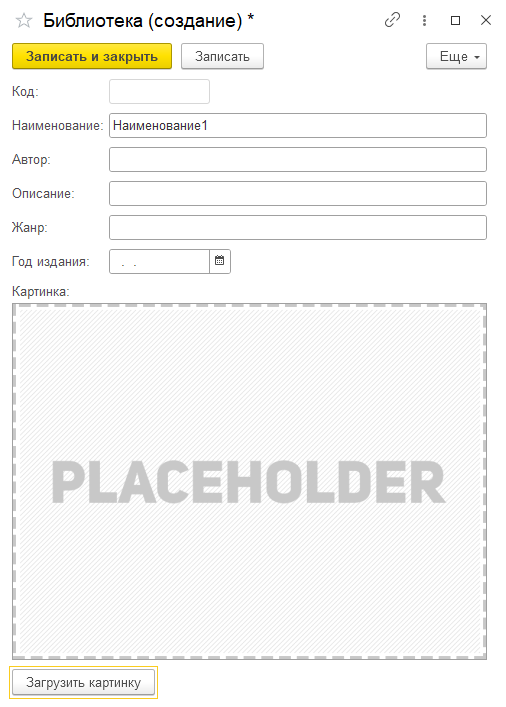 Библиотека (создание) *
Записать и закрыть Записать Еще
Код:
Наименование: Наименование1
Автор:
Описание:
Жанр:
Год издания: . .
Картинка:
PLACEHOLDER
Загрузить картинку